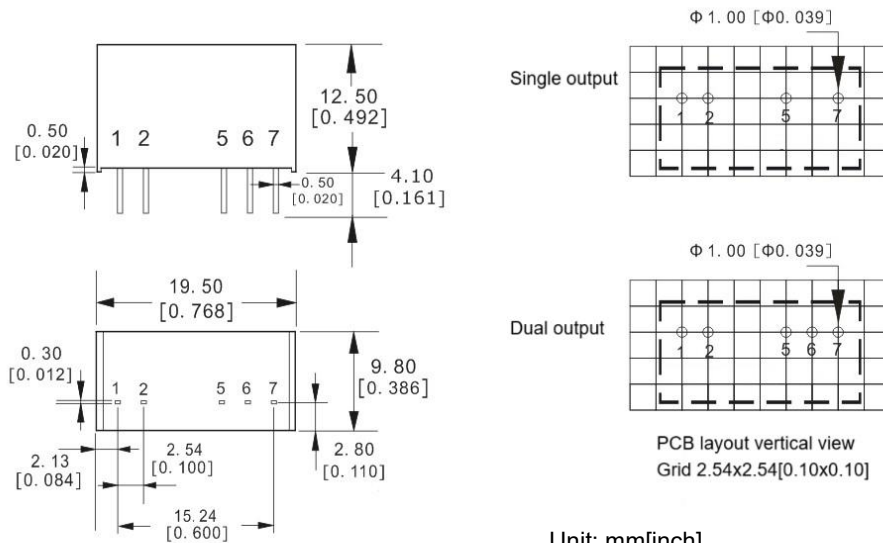 12.50
[0.492]
0.50
[0.020]
1 2 5 6 7
0.50
[0.020]
4.10
[0.161]
19.50
[0.768]
0.30
[0.012]
1 2 5 6 7
9.80
[0.386]
2.13
[0.084]
2.54
[0.100]
2.80
[0.110]
15.24
[0.600]
Φ1.00 [Φ0.039]
Single output
1 2 5 7
Φ1.00 [Φ0.039]
Dual output
1 2 5 6 7
PCB layout vertical view
Grid 2.54x2.54[0.10x0.10]
Unit: mm[inch]